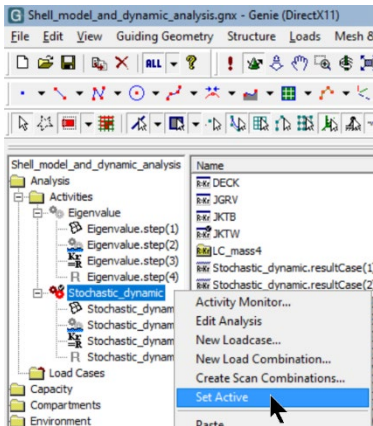 Shell_model_and_dynamic_analysis.gnx - Genie (DirectX11)
File Edit View Guiding Geometry Structure Loads Mesh &
ALL
Shell_model_and_dynamic_analysis
Name
Analysis
Activities
Eigenvalue
Eigenvalue.step(1)
Eigenvalue.step(2)
Eigenvalue.step(3)
Eigenvalue.step(4)
Stochastic_dynamic
Stochastic_dynam
Stochastic_dynam
Stochastic_dynam
Stochastic_dynam
Load Cases
Capacity
Compartments
Environment
DECK
JGRV
JKTB
JKTW
LC_mass4
Stochastic_dynamic.resultCase(1)
Stochastic_dynamic.resultCase(2)
Activity Monitor...
Edit Analysis
New Loadcase...
New Load Combination...
Create Scan Combinations...
Set Active
Paste